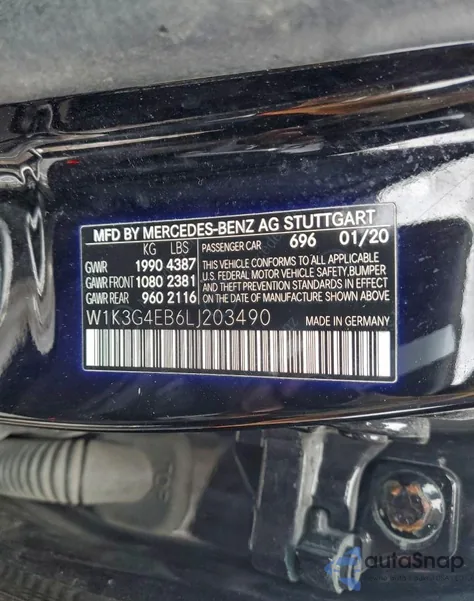 MFD BY MERCEDES-BENZ AG STUTTGART
KG LBS PASSENGER CAR 696 01/20
GWR 1990 4387 THIS VEHICLE CONFORMS TO ALL APPLICABLE
GAWR FRONT 1080 2381 U.S. FEDERAL MOTOR VEHICLE SAFETY,BUMPER
GAWR REAR 960 2116 AND THEFT PREVENTION STANDARDS IN EFFECT
ON THE DATE OF MANUFACTURE SHOWN ABOVE.
W1K3G4EB6LJ203490 MADE IN GERMANY
autoSnap